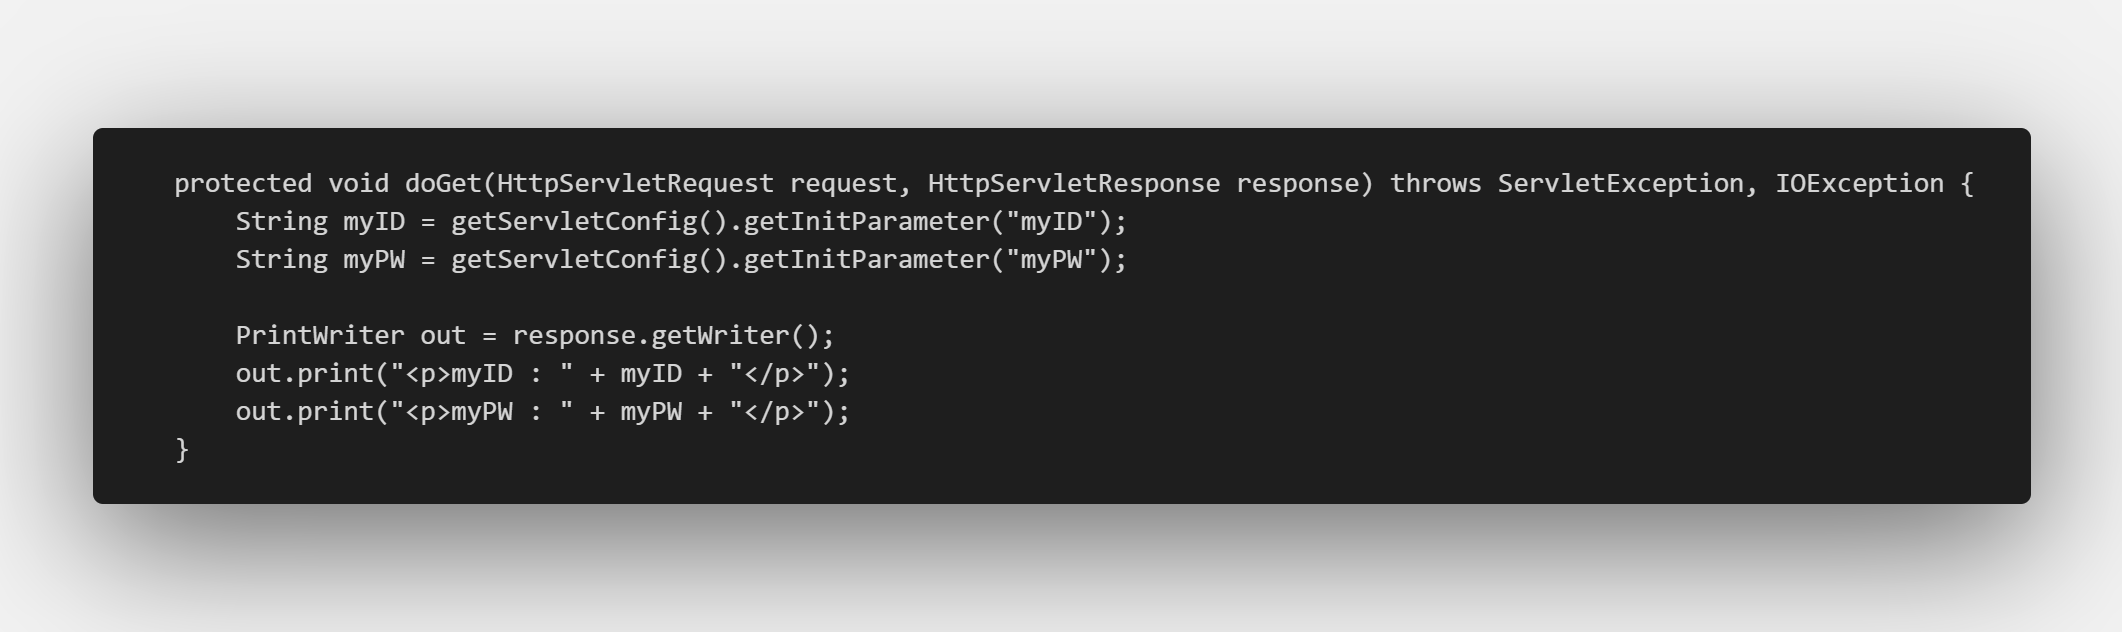 protected void doGet(HttpServletRequest request, HttpServletResponse response) throws ServletException, IOException {
    String myID = getServletConfig().getInitParameter("myID");
    String myPW = getServletConfig().getInitParameter("myPW");

    PrintWriter out = response.getWriter();
    out.print("<p>myID : " + myID + "</p>");
    out.print("<p>myPW : " + myPW + "</p>");
}